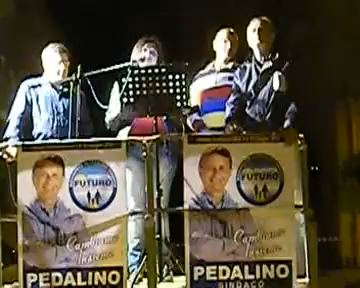 FUTURO
Cambiamo
Insieme
PEDALINO
FUTURO
Cambiamo
Insieme
PEDALINO
SINDACO